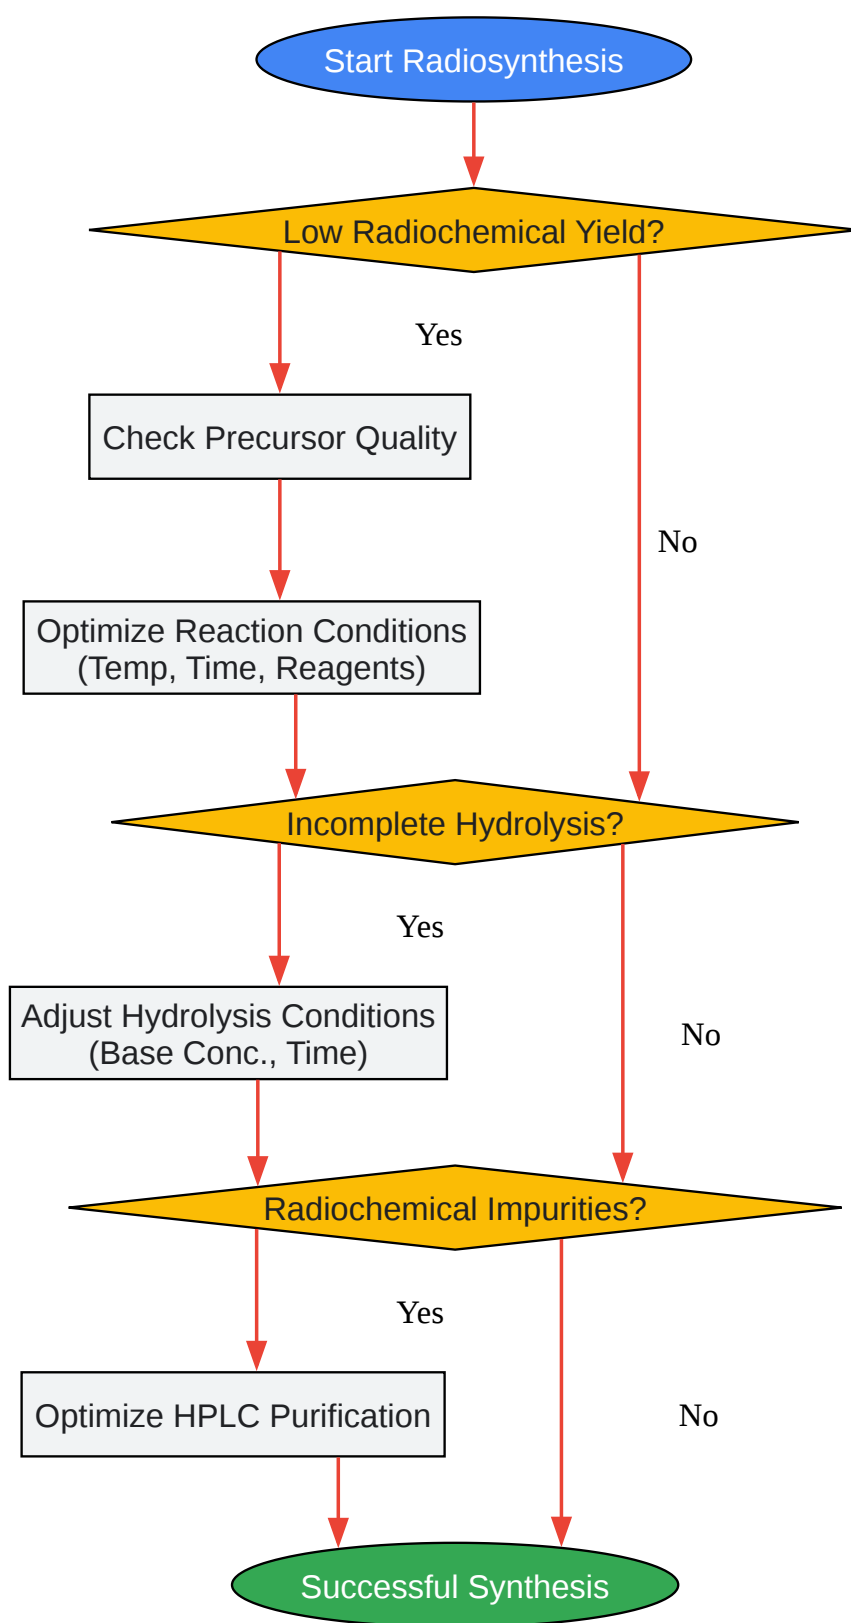 Start Radiosynthesis
Low Radiochemical Yield?
Yes
Check Precursor Quality
No
Optimize Reaction Conditions
(Temp, Time, Reagents)
Incomplete Hydrolysis?
Yes
Adjust Hydrolysis Conditions
(Base Conc., Time)
No
Radiochemical Impurities?
Yes
Optimize HPLC Purification
No
Successful Synthesis